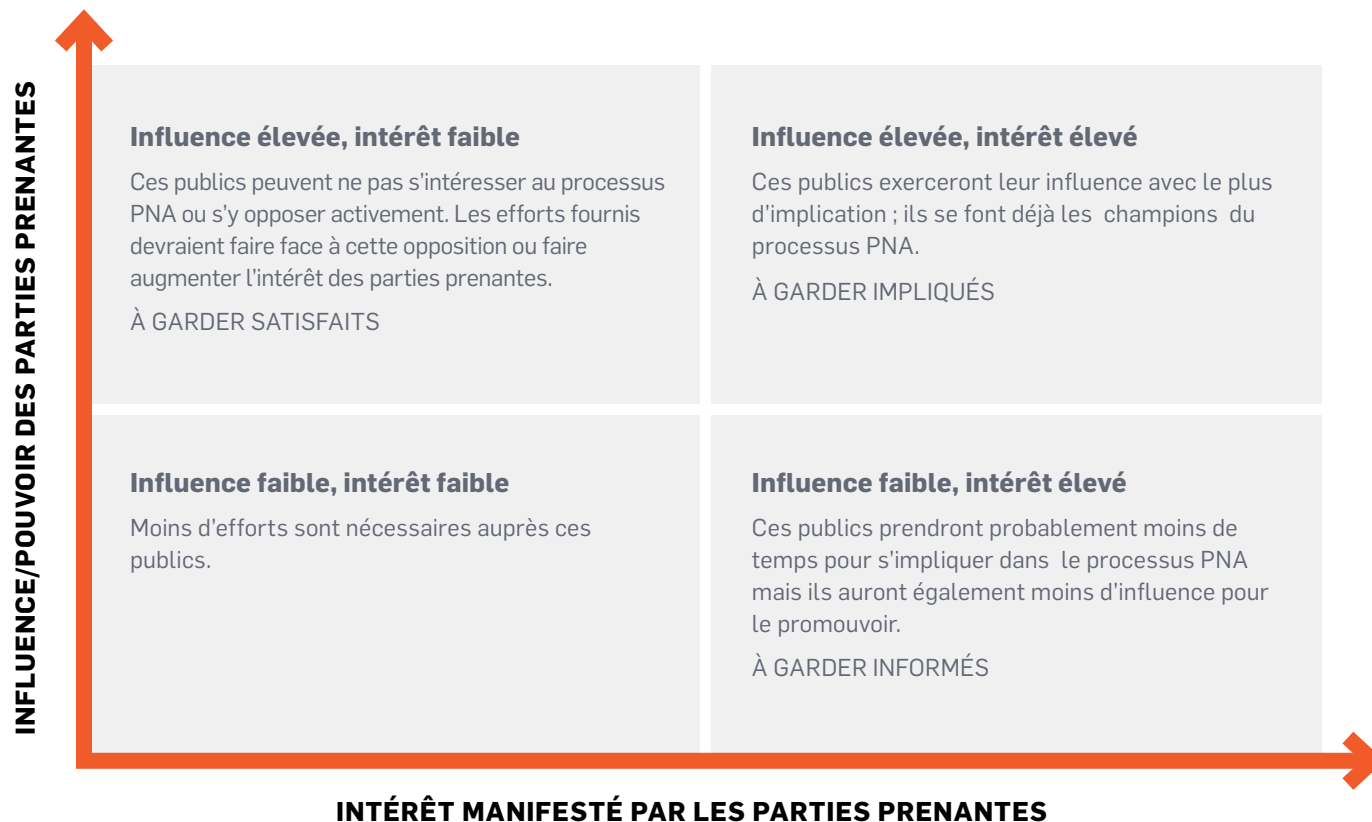 INFLUENCE/POUVOIR DES PARTIES PRENANTES
Influence élevée, intérêt faible
Ces publics peuvent ne pas s'intéresser au processus
PNA ou s'y opposer activement. Les efforts fournis
devraient faire face à cette opposition ou faire
augmenter l'intérêt des parties prenantes.
À GARDER SATISFAITS
Influence élevée, intérêt élevé
Ces publics exerceront leur influence avec le plus
d'implication ; ils se font déjà les champions du
processus PNA.
À GARDER IMPLIQUÉS
Influence faible, intérêt faible
Moins d'efforts sont nécessaires auprès ces
publics.
Influence faible, intérêt élevé
Ces publics prendront probablement moins de
temps pour s'impliquer dans le processus PNA
mais ils auront également moins d'influence pour
le promouvoir.
À GARDER INFORMÉS
INTÉRÊT MANIFESTÉ PAR LES PARTIES PRENANTES